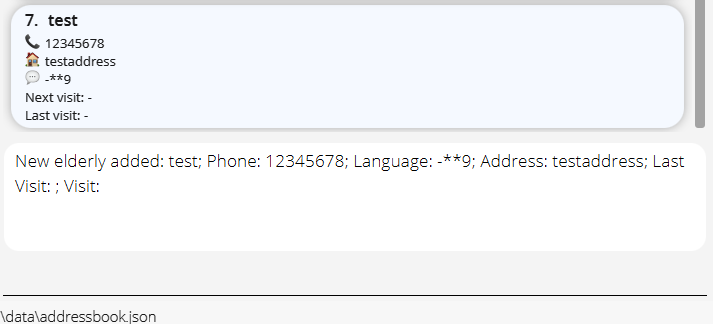 7. test
12345678
testaddress
-**9
Next visit: -
Last visit: -
New elderly added: test; Phone: 12345678; Language: -**9; Address: testaddress; Last
Visit: ; Visit:
\data\addressbook.json